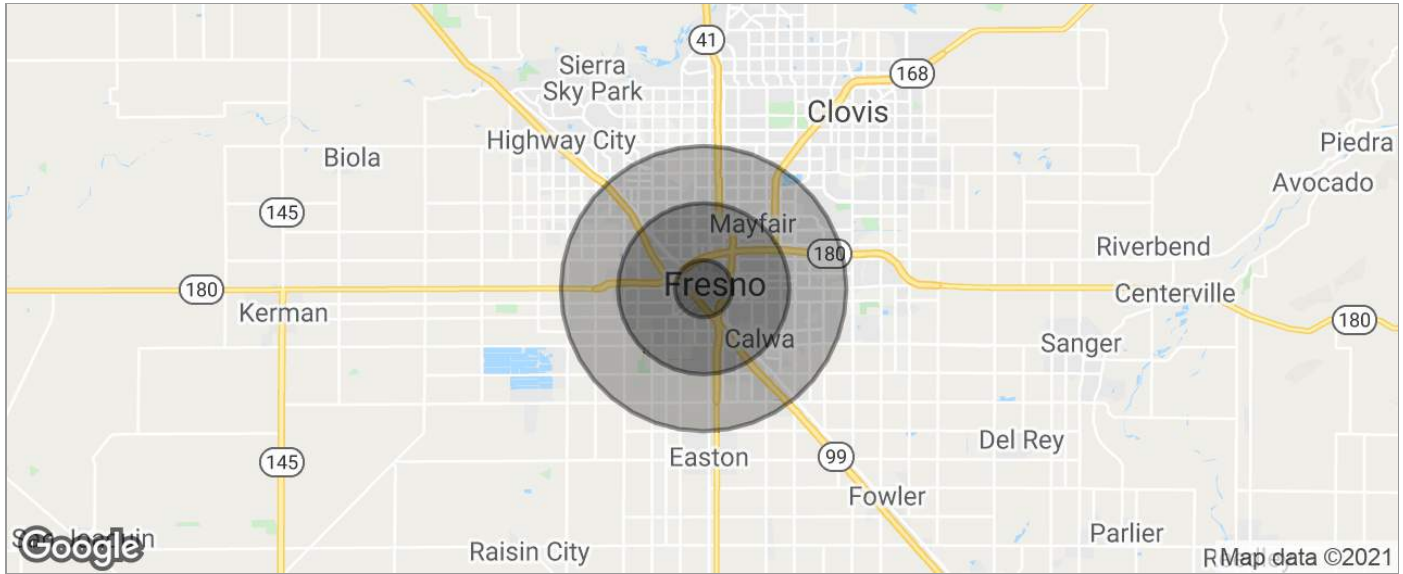 41
Sierra
Sky Park
168
Clovis
Highway City
Piedra
Biola
Avocado
145
Mayfair
Riverbend
180
180
Fresno
Centerville
Kerman
180
Calwa
Sanger
Del Rey
Easton
99
145
Fowler
Parlier
Google
Raisin City
Map data ©2021